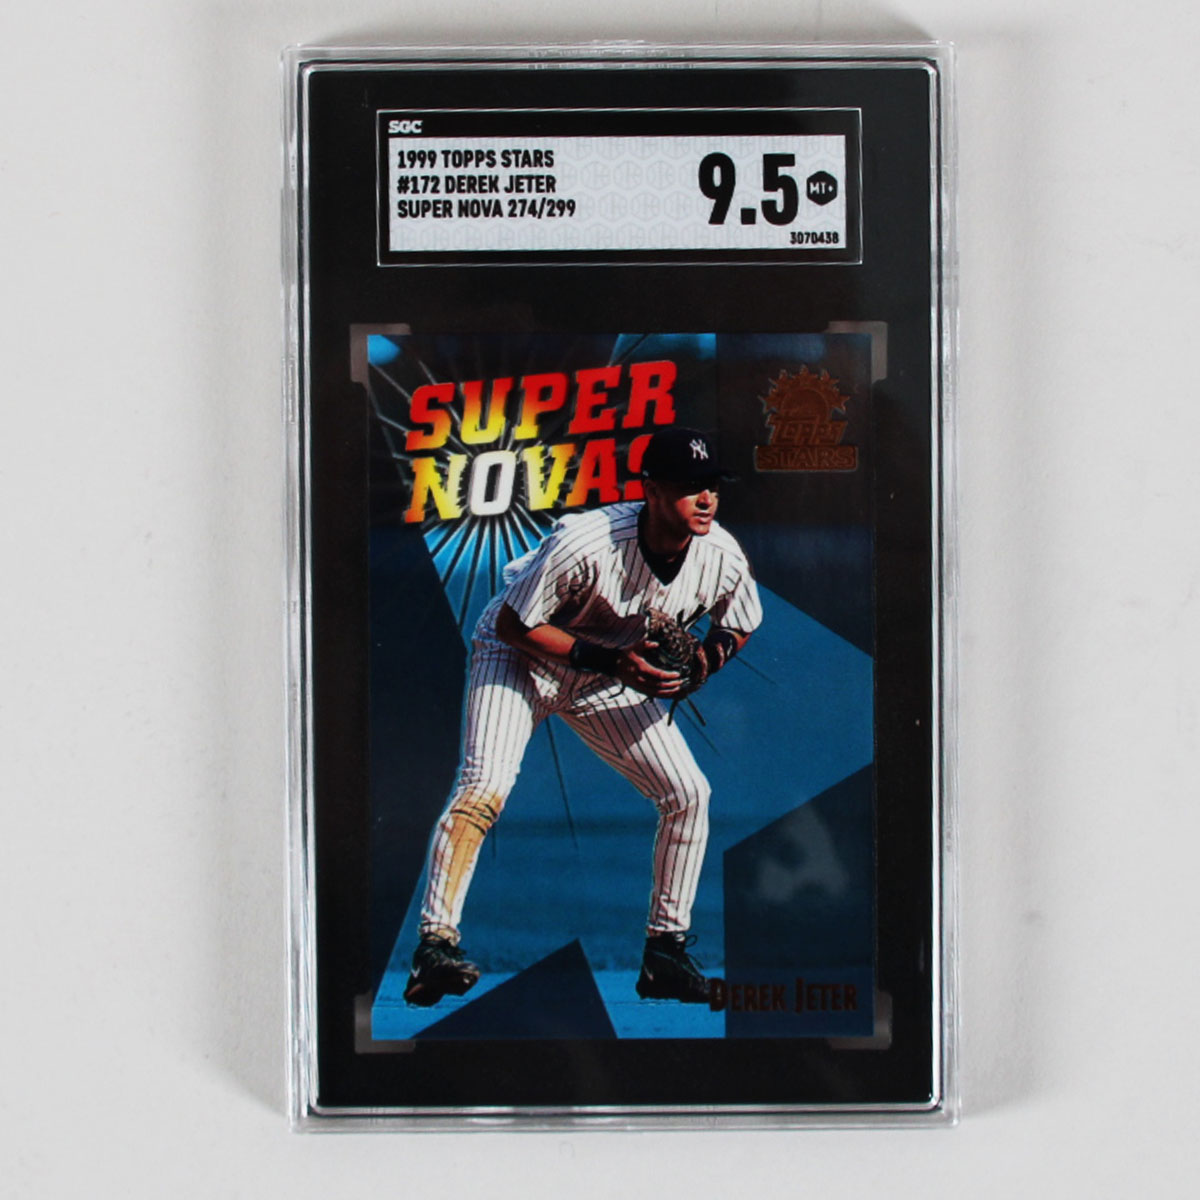 SGC
1999 TOPPS STARS
#172 DEREK JETER
SUPER NOVA 274/299
9.5 MT+
3070438
SUPER
NOVAS
NY
TOPPS
STARS
DEREK JETER